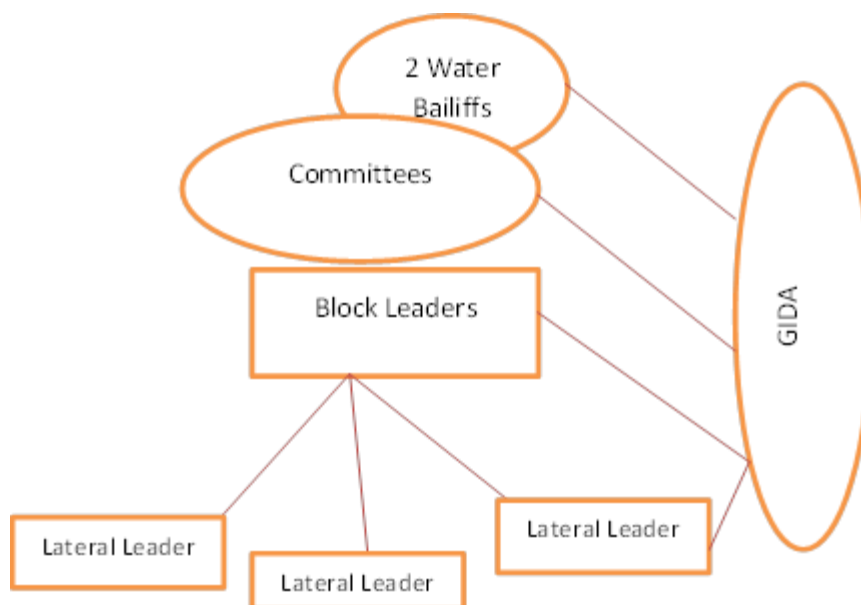 2 Water
Bailiffs
Committees
Block Leaders
GIDA
Lateral Leader
Lateral Leader
Lateral Leader